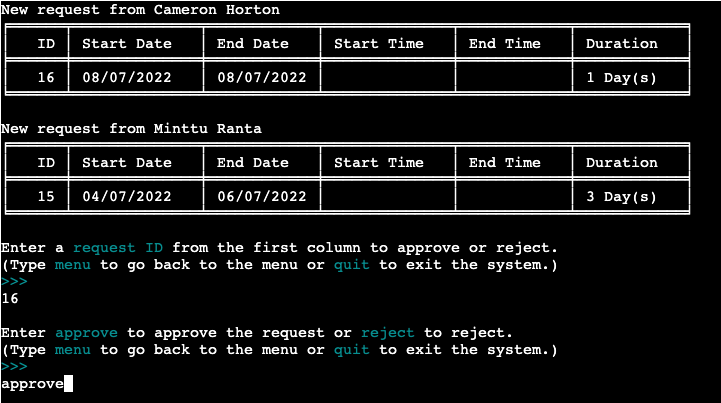 New request from Cameron Horton
ID Start Date End Date Start Time End Time Duration
16 08/07/2022 08/07/2022 1 Day(s)
New request from Minttu Ranta
ID Start Date End Date Start Time End Time Duration
15 04/07/2022 06/07/2022 3 Day(s)
Enter a request ID from the first column to approve or reject.
(Type menu to go back to the menu or quit to exit the system.)
>>>
16
Enter approve to approve the request or reject to reject.
(Type menu to go back to the menu or quit to exit the system.)
>>>
approve